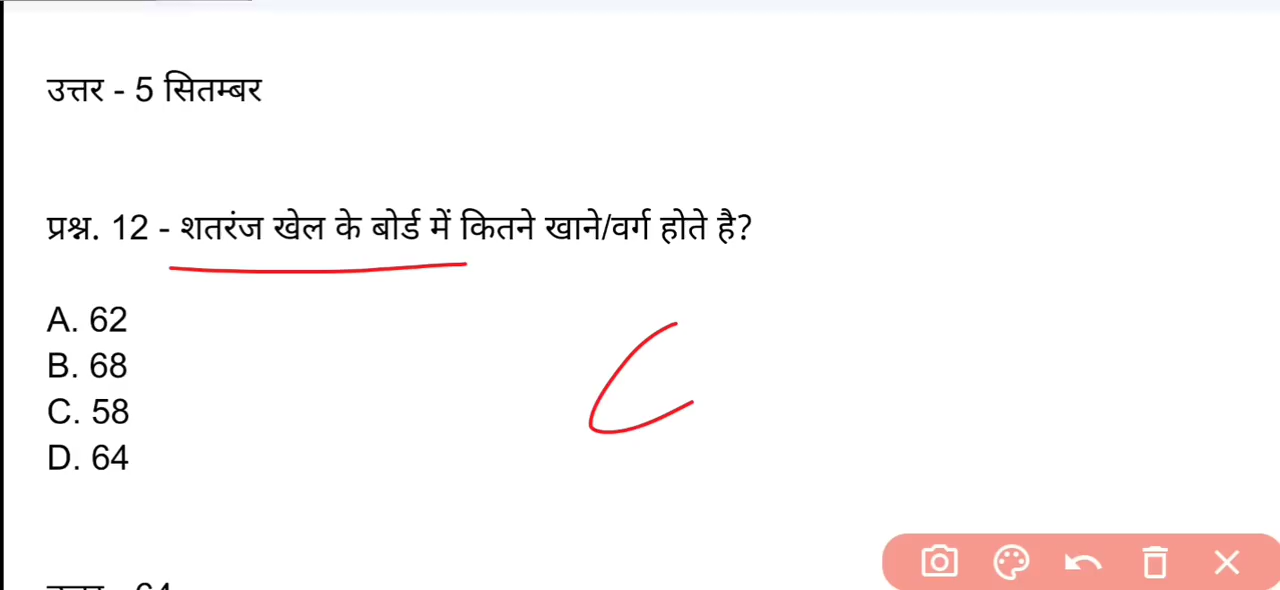 उत्तर - 5 सितम्बर
प्रश्न. 12 - शतरंज खेल के बोर्ड में कितने खाने/वर्ग होते है?
A. 62
B. 68
C. 58
D. 64